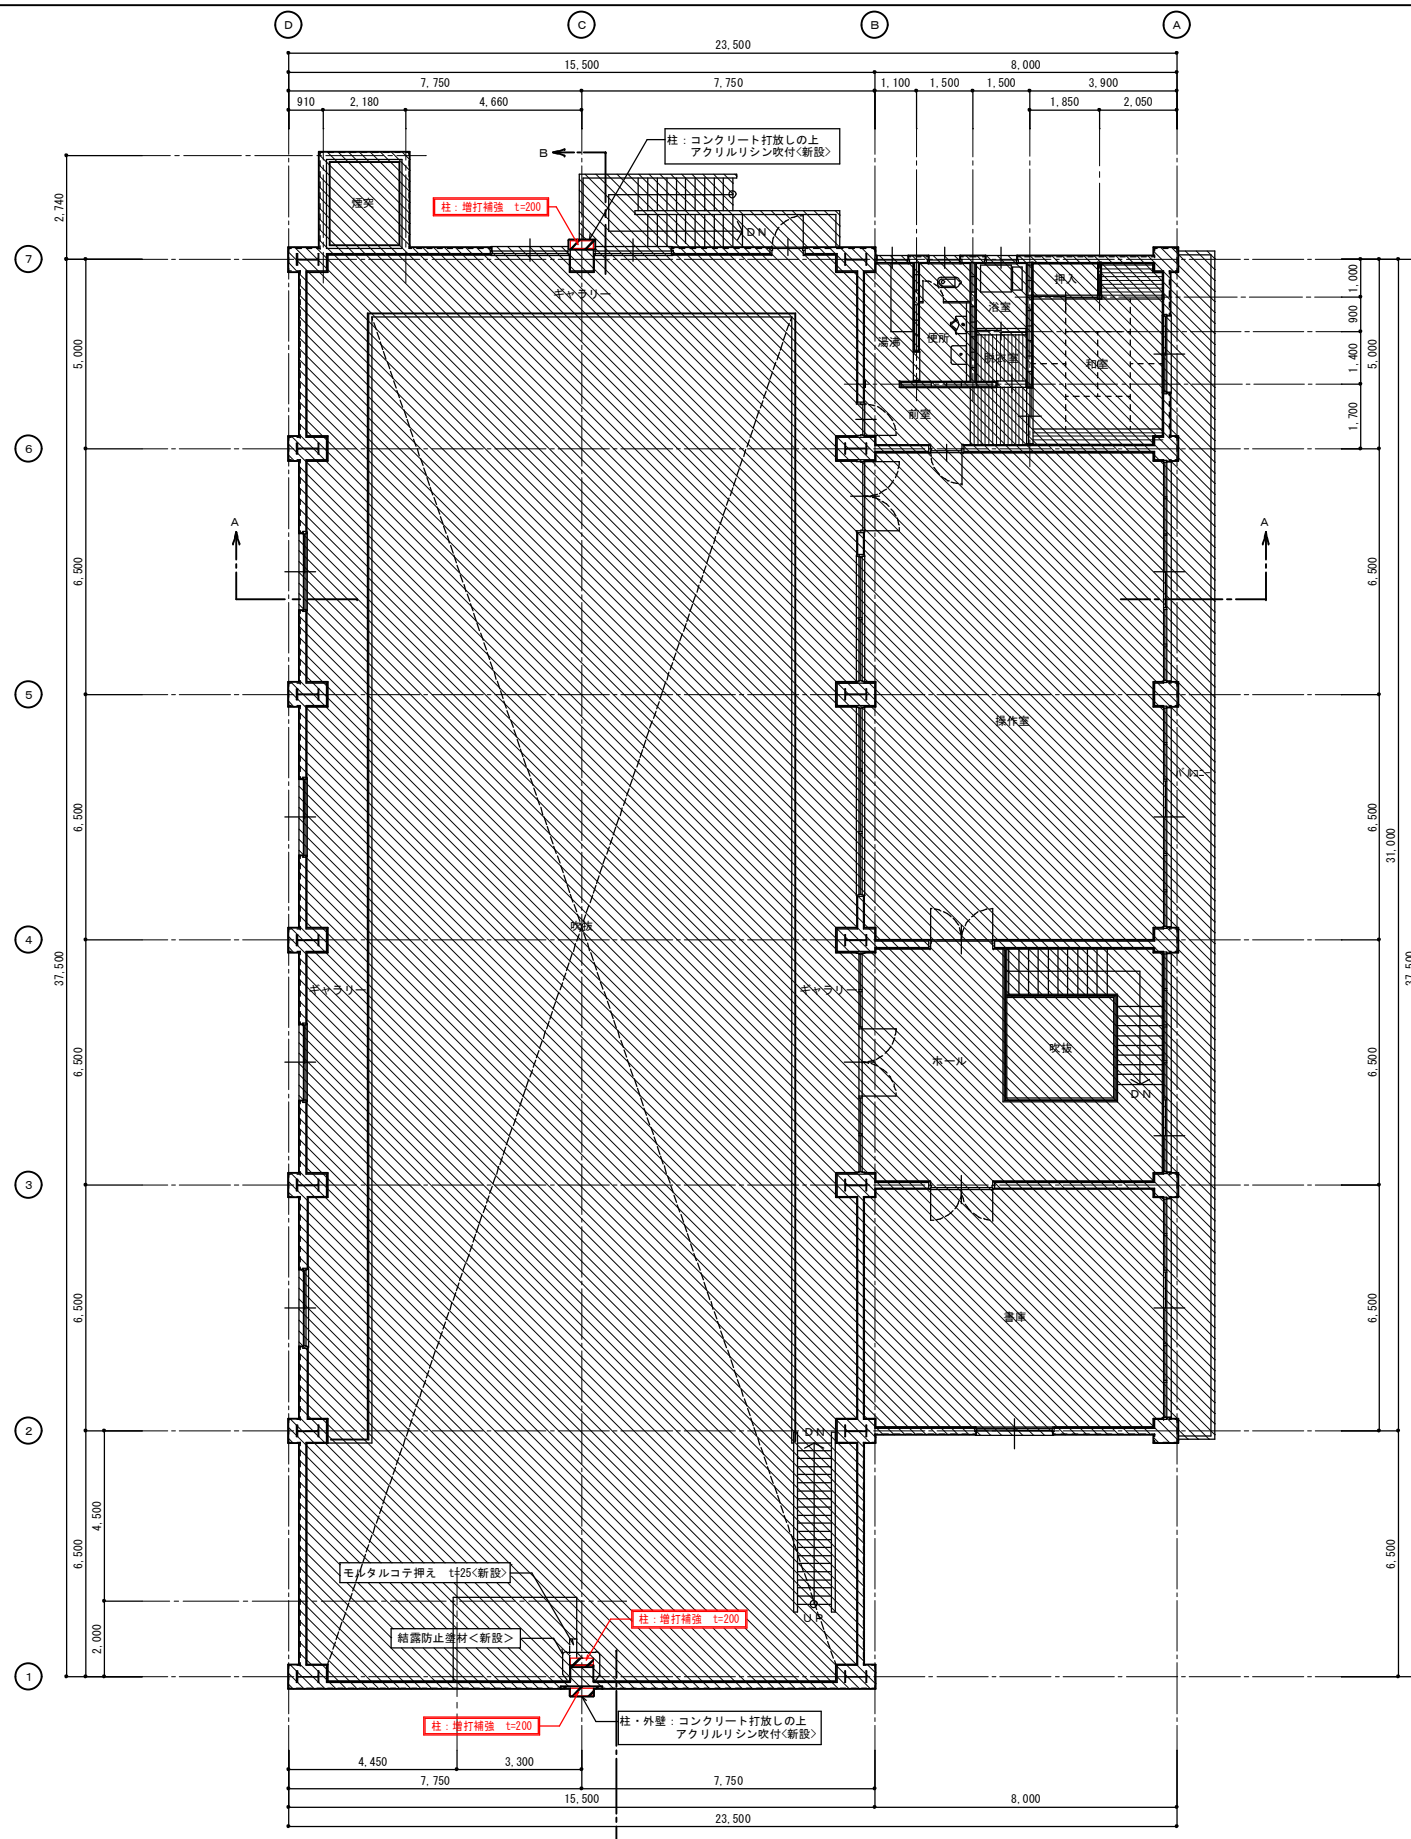 D C B A
23,500
15,500 8,000
7,750 7,750 1,100 1,500 1,500 3,900
910 2,180 4,660 1,850 2,050
柱：コンクリート打放しの上
アクリルリシン吹付<新設>
B
煙突
柱：増打補強 t=200
DN
2,740
7
ギャラリー
押入
浴室
湯沸
便所
脱衣室
和室
前室
1,000
900
1,400
1,700
5,000
5,000
6
A A
6,500
6,500
5
操作室
バルコニー
6,500
6,500
31,000
4
吹抜
37,500
37,500
ギャラリー
ギャラリー
ホール
吹抜
DN
6,500
6,500
3
6,500
6,500
書庫
2
DN
4,500
6,500
6,500
モルタルコテ押え t=25<新設>
UP
柱：増打補強 t=200
2,000
結露防止塗材<新設>
1
柱：増打補強 t=200
柱・外壁：コンクリート打放しの上
アクリルリシン吹付<新設>
4,450 3,300
7,750 7,750
15,500 8,000
23,500